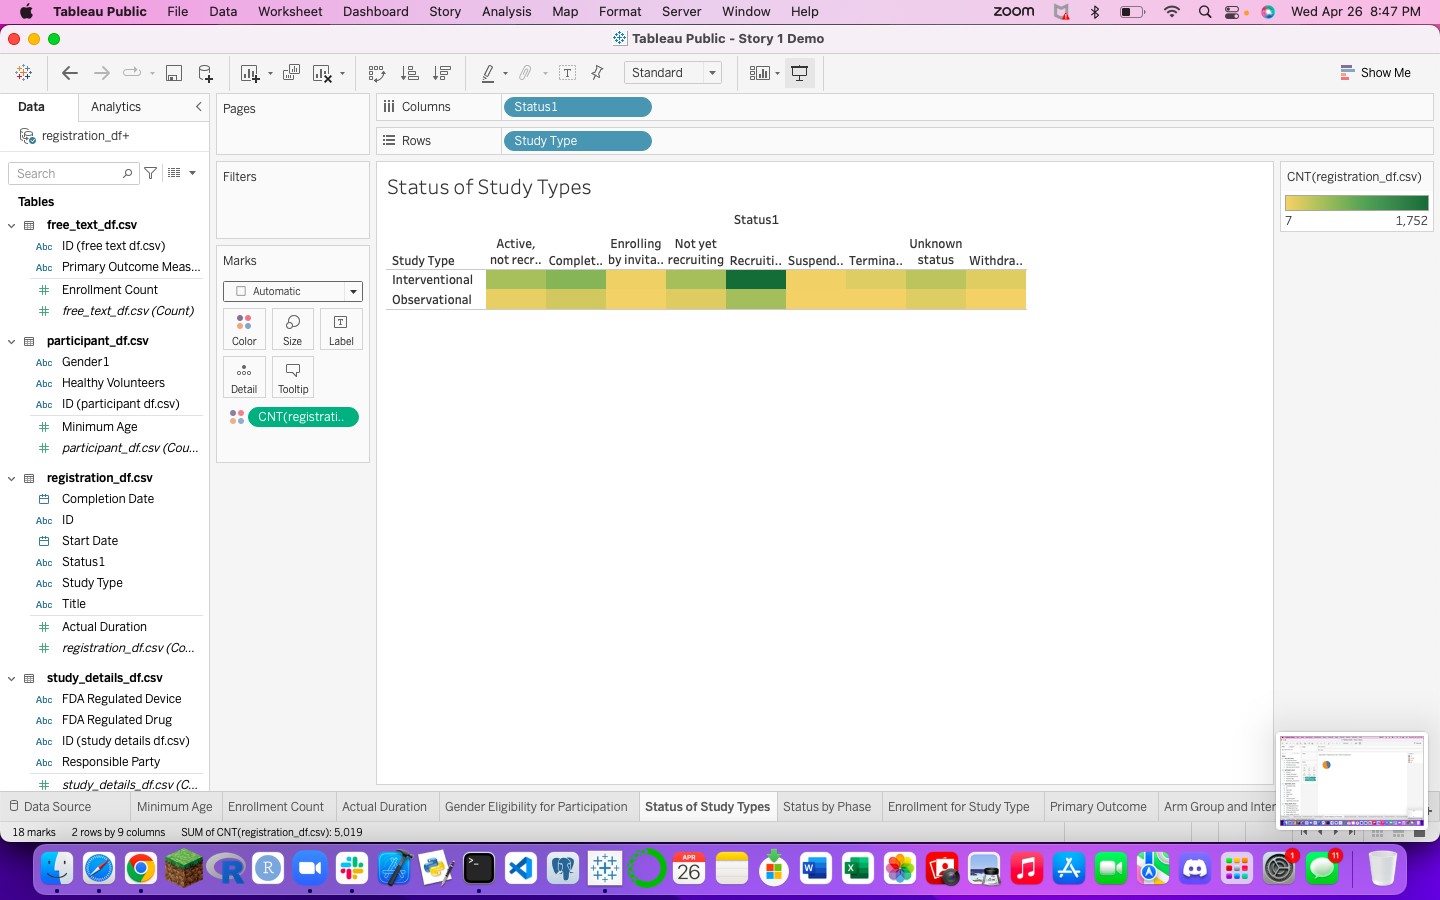 Tableau Public File Data Worksheet Dashboard Story Analysis Map Format Server Window Help zoom Wed Apr 26 8:47 PM
Tableau Public - Story 1 Demo
Standard Show Me
Data Analytics
registration_df+
Search
Tables
free_text_df.csv
Abc ID (free text df.csv)
Abc Primary Outcome Meas...
Enrollment Count
free_text_df.csv (Count)
participant_df.csv
Abc Gender1
Abc Healthy Volunteers
Abc ID (participant df.csv)
Minimum Age
participant_df.csv (Cou...
registration_df.csv
Completion Date
Abc ID
Start Date
Abc Status1
Abc Study Type
Abc Title
Actual Duration
registration_df.csv (Co...
study_details_df.csv
Abc FDA Regulated Device
Abc FDA Regulated Drug
Abc ID (study details df.csv)
Abc Responsible Party
study_details_df.csv (C...
Pages
Filters
Marks
Automatic
Color Size Label
Detail Tooltip
CNT(registrati..
Columns Status1
Rows Study Type
Status of Study Types
Status1
Study Type
Active, not recr..
Complet..
Enrolling by invita..
Not yet recruiting
Recruiti..
Suspend..
Termina..
Unknown status
Withdra..
Interventional
Observational
CNT(registration_df.csv)
7 1,752
Data Source Minimum Age Enrollment Count Actual Duration Gender Eligibility for Participation Status of Study Types Status by Phase Enrollment for Study Type Primary Outcome Arm Group and Inter
18 marks 2 rows by 9 columns SUM of CNT(registration_df.csv): 5,019
APR
26
1
11